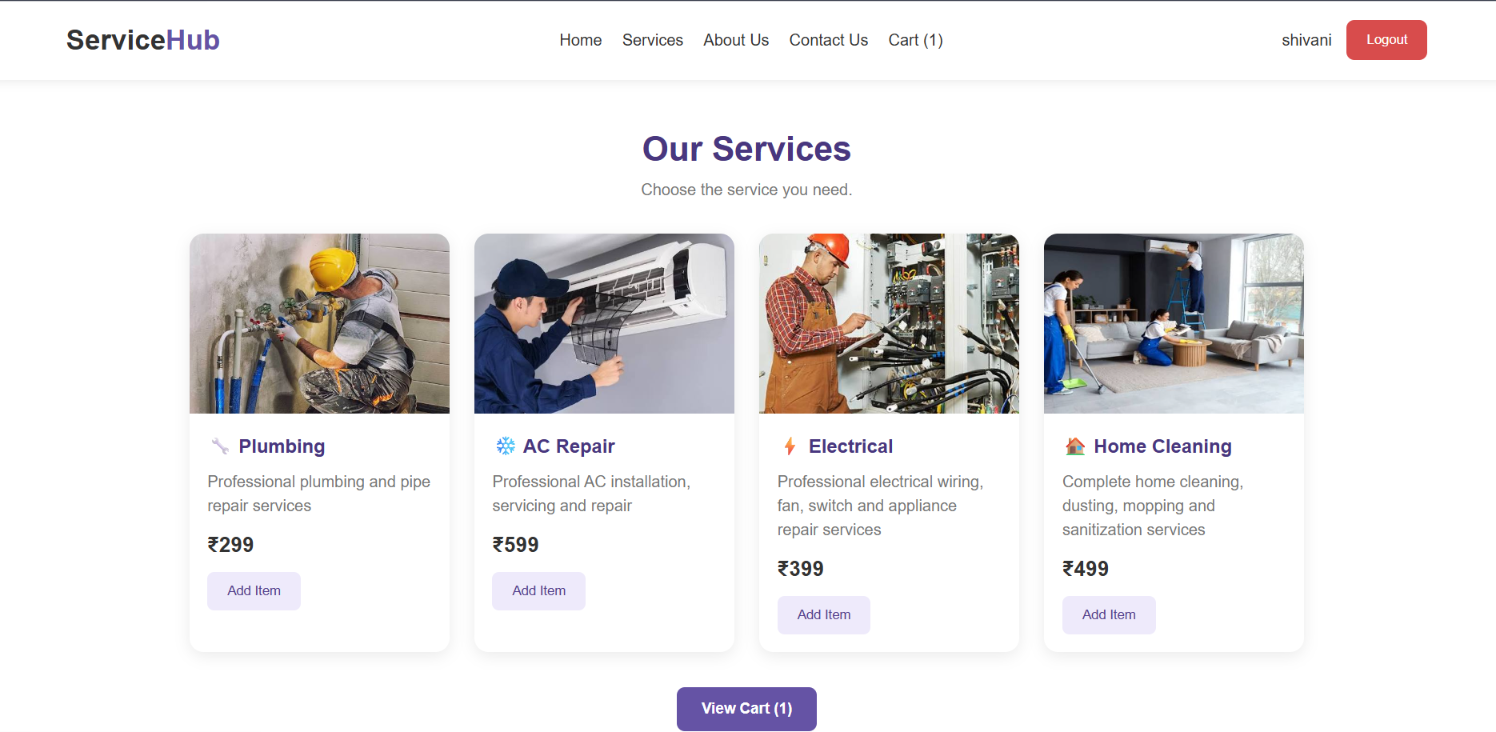 ServiceHub
Home Services About Us Contact Us Cart (1)
shivani Logout
Our Services
Choose the service you need.
Plumbing
Professional plumbing and pipe
repair services
₹299
Add Item
AC Repair
Professional AC installation,
servicing and repair
₹599
Add Item
Electrical
Professional electrical wiring,
fan, switch and appliance
repair services
₹399
Add Item
Home Cleaning
Complete home cleaning,
dusting, mopping and
sanitization services
₹499
Add Item
View Cart (1)